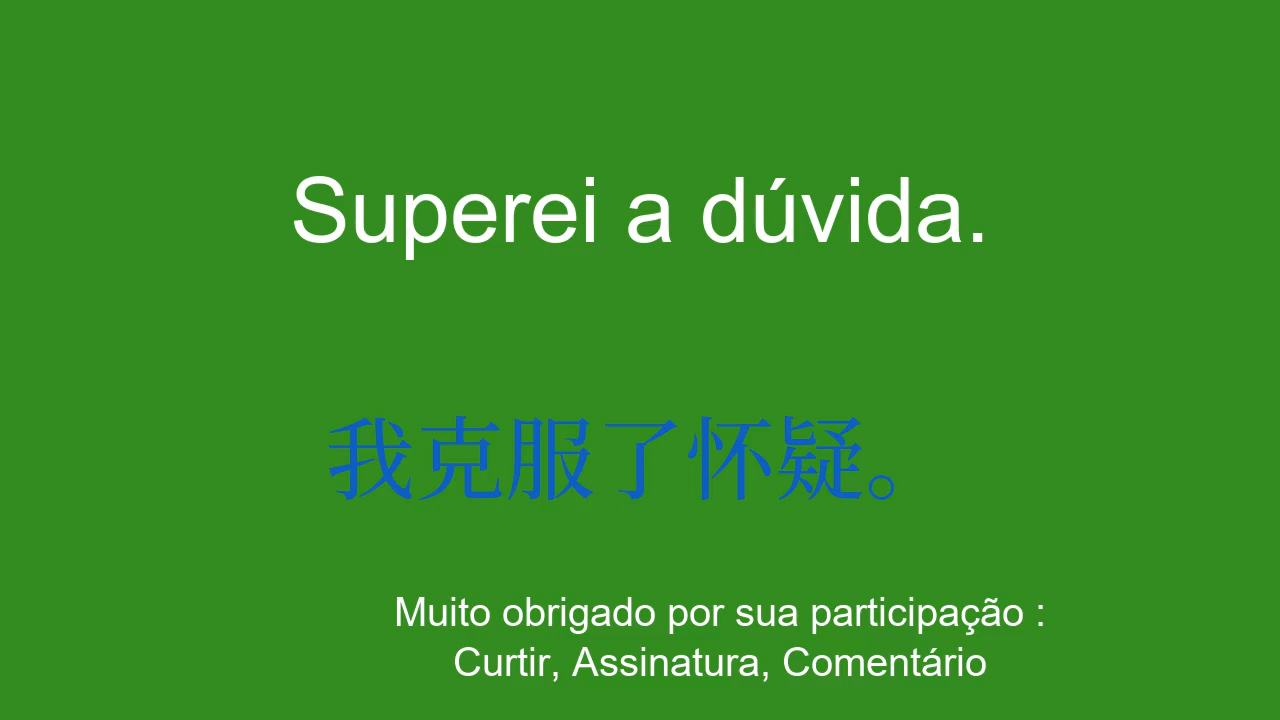 Superei a dúvida.
我克服了怀疑。
Muito obrigado por sua participação :
Curtir, Assinatura, Comentário